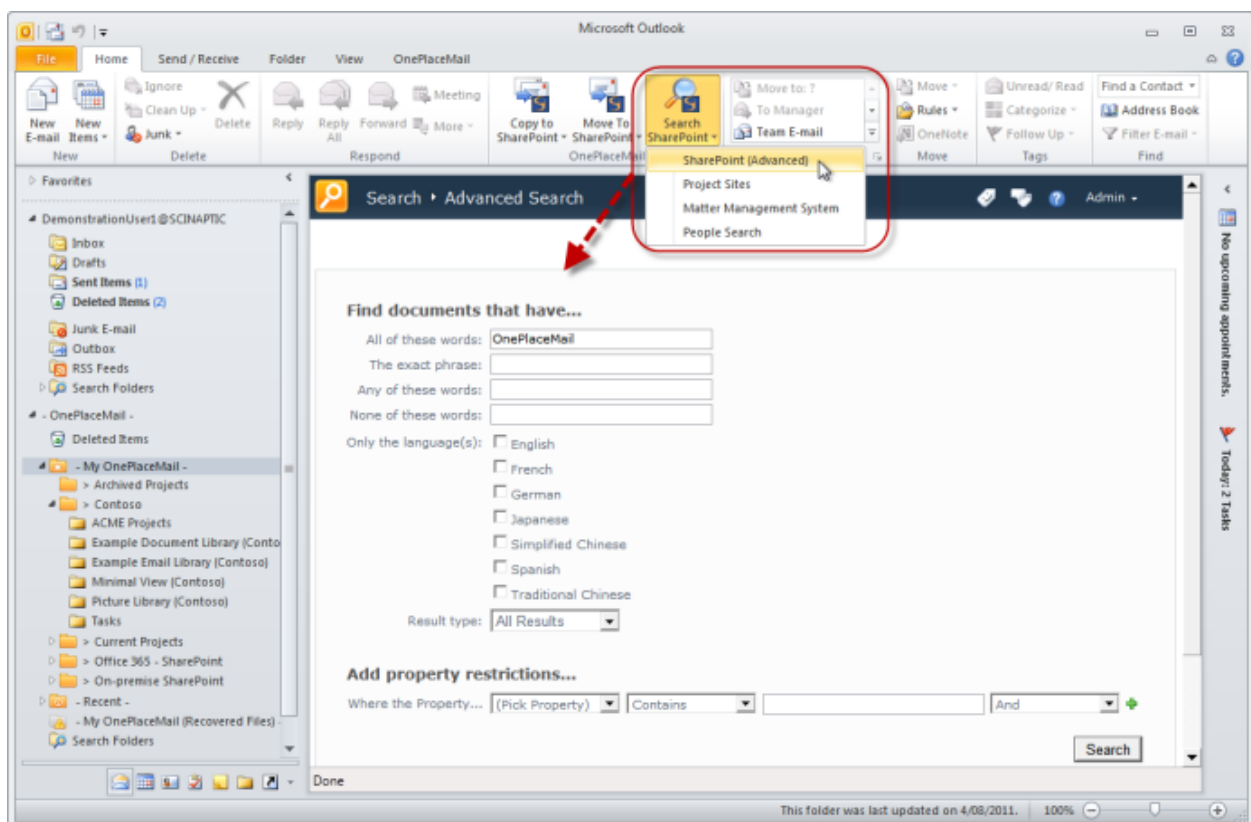 Microsoft Outlook
File Home Send / Receive Folder View OnePlaceMail
New E-mail
New Items
Ignore
Clean Up
Junk
Delete
Reply
Reply All
Forward
Meeting
More
Copy to SharePoint
Move To SharePoint
Search SharePoint
Move to: ?
To Manager
Team E-mail
Move
Rules
OneNote
Unread/ Read
Categorize
Follow Up
Find a Contact
Address Book
Filter E-mail
New Delete Respond OnePlaceMail Move Tags Find
SharePoint (Advanced)
Project Sites
Matter Management System
People Search
Favorites
DemonstrationUser1@SCINAPTIC
Inbox
Drafts
Sent Items (1)
Deleted Items (2)
Junk E-mail
Outbox
RSS Feeds
Search Folders
- OnePlaceMail -
Deleted Items
- My OnePlaceMail -
> Archived Projects
> Contoso
ACME Projects
Example Document Library (Conto
Example Email Library (Contoso)
Minimal View (Contoso)
Picture Library (Contoso)
Tasks
> Current Projects
> Office 365 - SharePoint
> On-premise SharePoint
- Recent -
- My OnePlaceMail (Recovered Files) -
Search Folders
Search Advanced Search
Admin
Find documents that have...
All of these words: OnePlaceMail
The exact phrase:
Any of these words:
None of these words:
Only the language(s): English
French
German
Japanese
Simplified Chinese
Spanish
Traditional Chinese
Result type: All Results
Add property restrictions...
Where the Property... (Pick Property) Contains And
Search
Done
No upcoming appointments.
Today: 2 Tasks
This folder was last updated on 4/08/2011. 100%